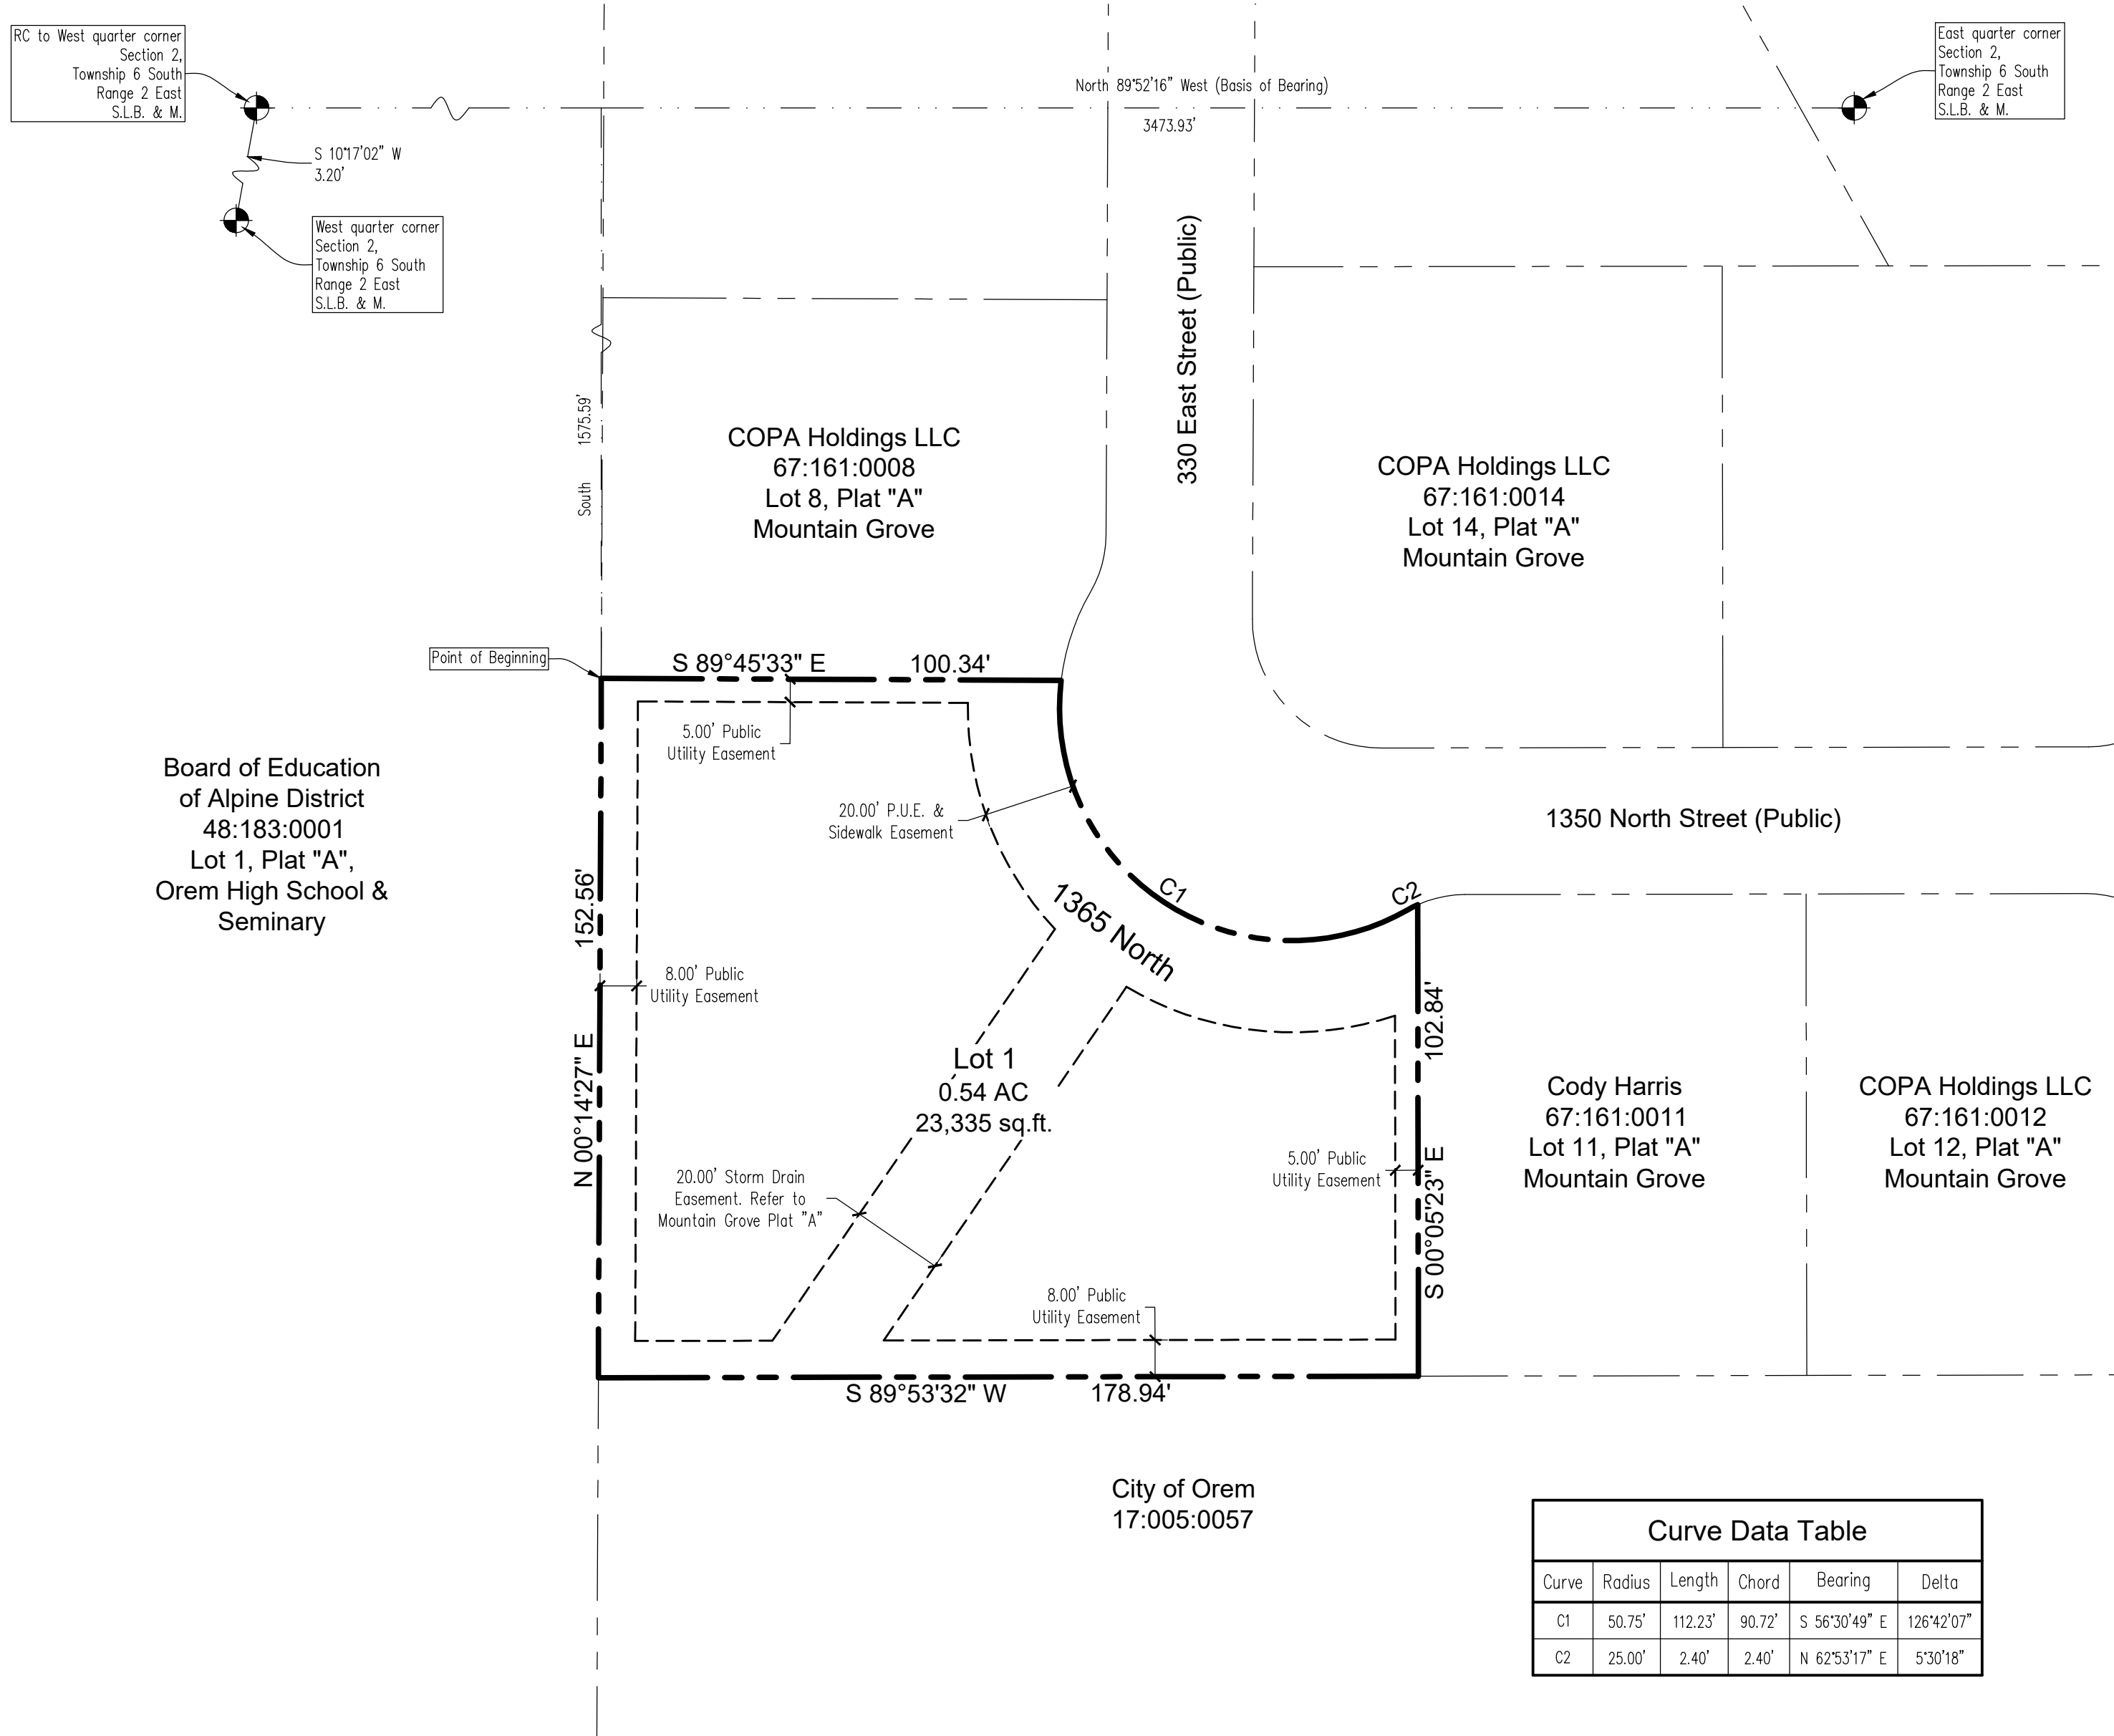 RC to West quarter corner
Section 2,
Township 6 South
Range 2 East
S.L.B. & M.
North 89°52'16" West (Basis of Bearing)
3473.93'
East quarter corner
Section 2,
Township 6 South
Range 2 East
S.L.B. & M.
S 10°17'02" W
3.20'
West quarter corner
Section 2,
Township 6 South
Range 2 East
S.L.B. & M.
330 East Street (Public)
South 1575.59'
COPA Holdings LLC
67:161:0008
Lot 8, Plat "A"
Mountain Grove
COPA Holdings LLC
67:161:0014
Lot 14, Plat "A"
Mountain Grove
Point of Beginning
S 89°45'33" E 100.34'
5.00' Public
Utility Easement
Board of Education
of Alpine District
48:183:0001
Lot 1, Plat "A",
Orem High School &
Seminary
20.00' P.U.E. &
Sidewalk Easement
1350 North Street (Public)
C1
C2
1365 North
N 00°14'27" E 152.56'
8.00' Public
Utility Easement
Lot 1
0.54 AC
23,335 sq.ft.
S 00°05'23" E 102.84'
Cody Harris
67:161:0011
Lot 11, Plat "A"
Mountain Grove
COPA Holdings LLC
67:161:0012
Lot 12, Plat "A"
Mountain Grove
5.00' Public
Utility Easement
20.00' Storm Drain
Easement. Refer to
Mountain Grove Plat "A"
8.00' Public
Utility Easement
S 89°53'32" W 178.94'
City of Orem
17:005:0057
Curve Data Table
Curve Radius Length Chord Bearing Delta
C1 50.75' 112.23' 90.72' S 56°30'49" E 126°42'07"
C2 25.00' 2.40' 2.40' N 62°53'17" E 5°30'18"